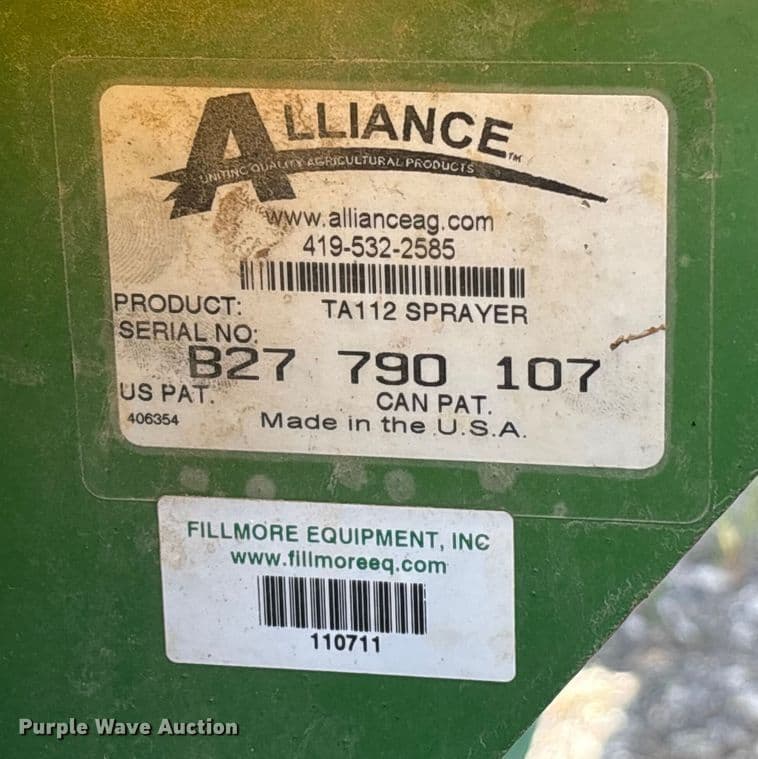 ALLIANCE™
UNITING QUALITY AGRICULTURAL PRODUCTS
www.allianceag.com
419-532-2585
PRODUCT: TA112 SPRAYER
SERIAL NO:
B27 790 107
US PAT. CAN PAT.
406354 Made in the U.S.A.
FILLMORE EQUIPMENT, INC
www.fillmoreeq.com
110711
Purple Wave Auction